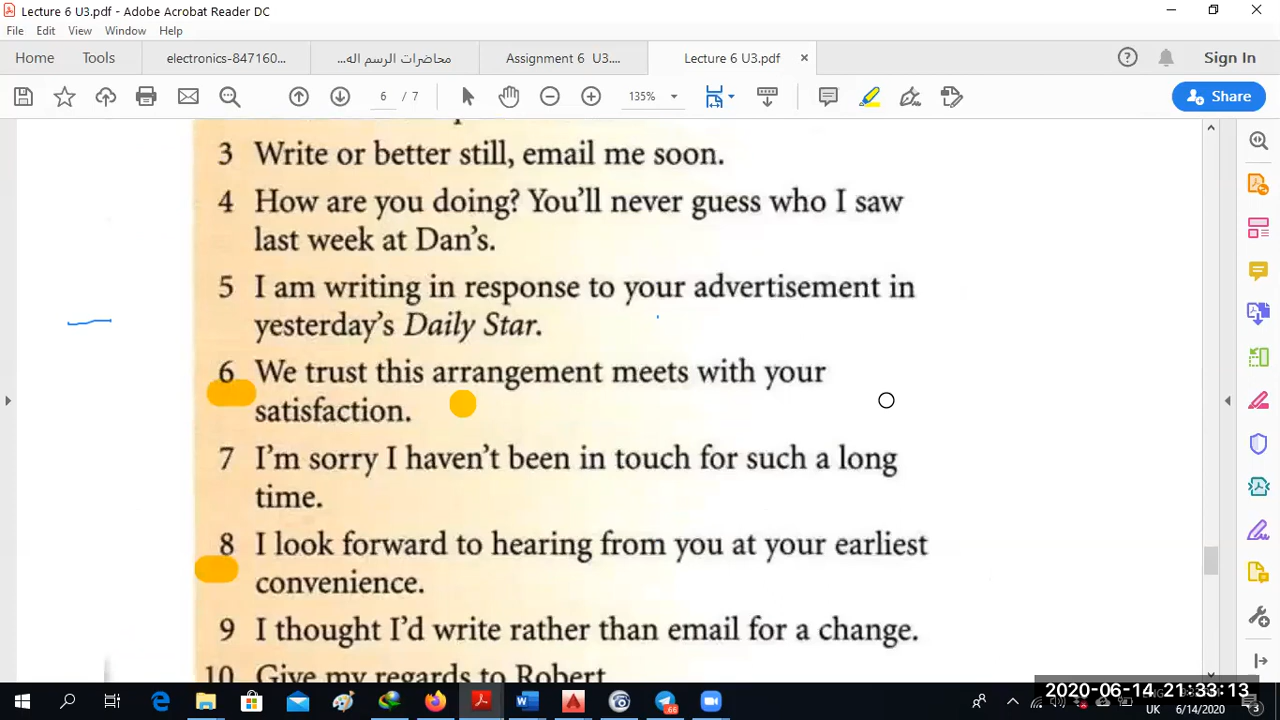 Lecture 6 U3.pdf - Adobe Acrobat Reader DC
File Edit View Window Help
Home Tools electronics-847160... محاضرات الرسم اله... Assignment 6 U3.... Lecture 6 U3.pdf Sign In
6 / 7 135% Share
3 Write or better still, email me soon.
4 How are you doing? You'll never guess who I saw
last week at Dan's.
5 I am writing in response to your advertisement in
yesterday's Daily Star.
6 We trust this arrangement meets with your
satisfaction.
7 I'm sorry I haven't been in touch for such a long
time.
8 I look forward to hearing from you at your earliest
convenience.
9 I thought I'd write rather than email for a change.
10 Give my regards to Robert
2020-06-14 21:33:13
66 UK 6/14/2020 3